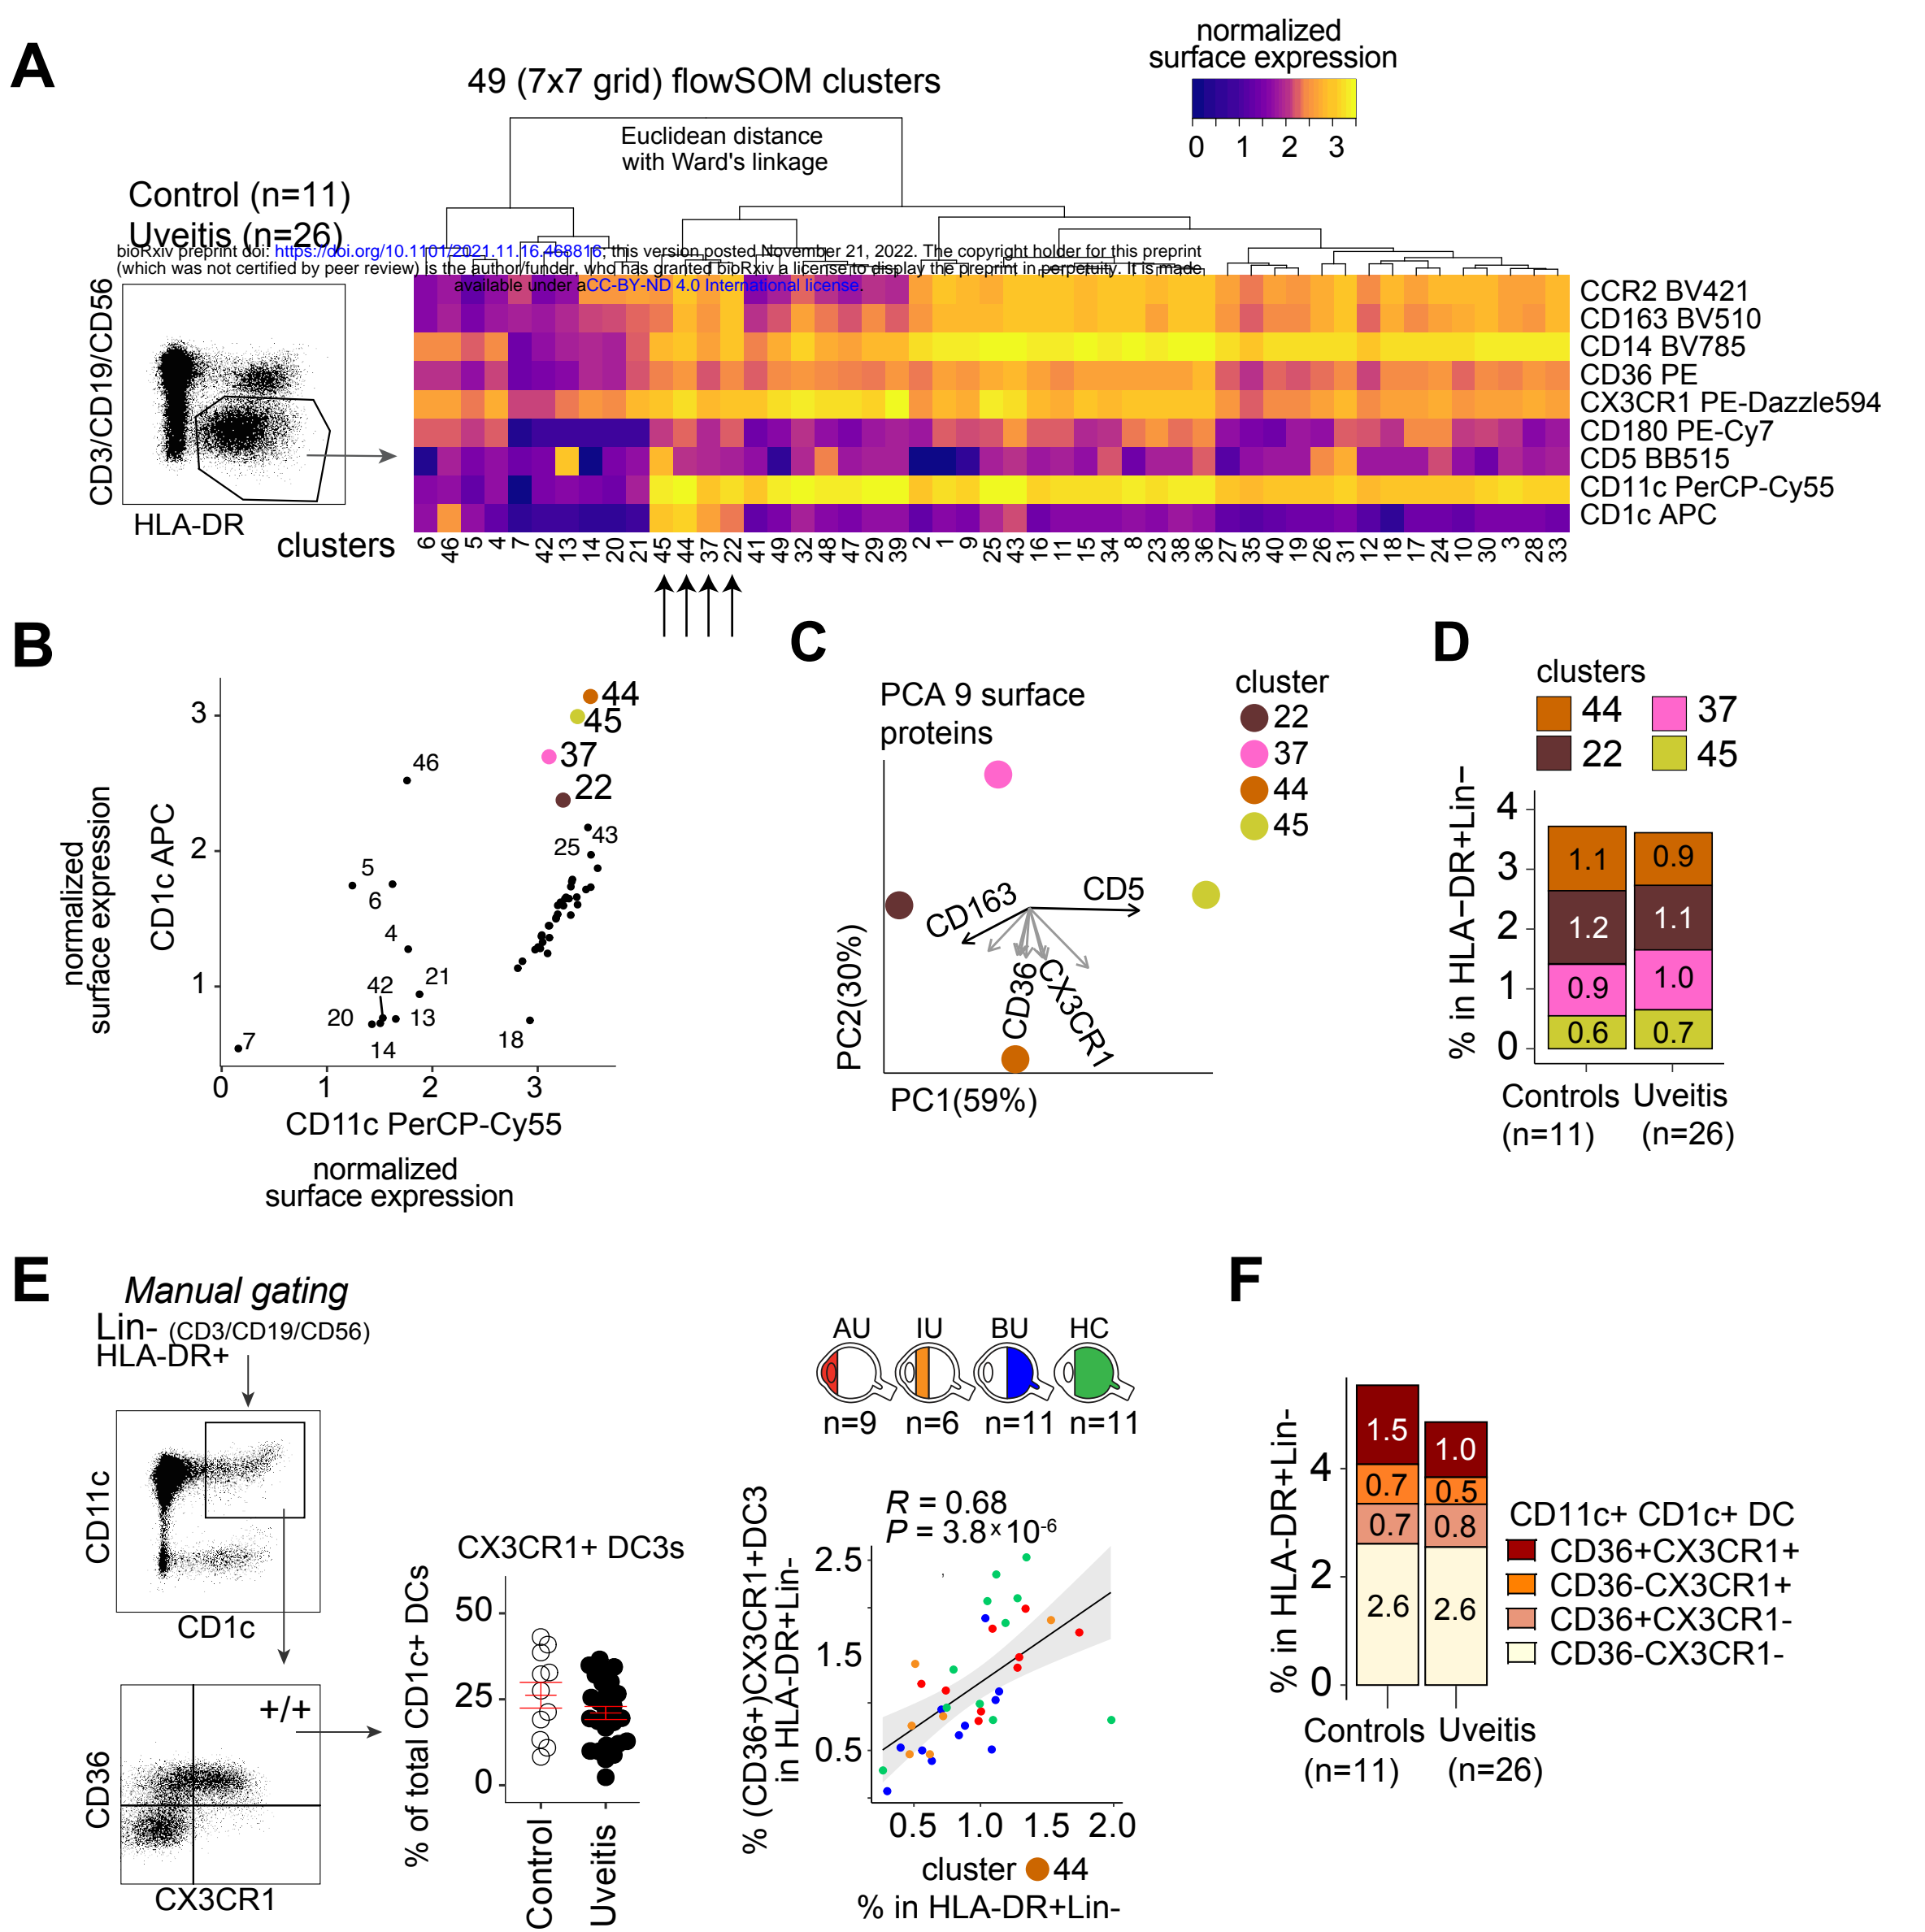 A
49 (7x7 grid) flowSOM clusters
normalized
surface expression
0 1 2 3
Euclidean distance
with Ward's linkage
Control (n=11)
Uveitis (n=26)
bioRxiv preprint doi: https://doi.org/10.1101/2021.11.16.468816; this version posted November 21, 2022. The copyright holder for this preprint
(which was not certified by peer review) is the author/funder, who has granted bioRxiv a license to display the preprint in perpetuity. It is made
available under aCC-BY-ND 4.0 International license.
CD3/CD19/CD56
HLA-DR
CCR2 BV421
CD163 BV510
CD14 BV785
CD36 PE
CX3CR1 PE-Dazzle594
CD180 PE-Cy7
CD5 BB515
CD11c PerCP-Cy55
CD1c APC
clusters
6 46 5 4 7 42 13 14 20 21 45 44 37 22 41 49 32 48 47 29 39 2 1 9 25 43 16 11 15 34 8 23 38 36 27 35 40 19 26 31 12 18 17 24 10 30 3 28 33
B
normalized
surface expression
CD1c APC
3
2
1
44
45
37
46
22
43
25
5
6
4
21
42
20
13
14
18
7
0 1 2 3
CD11c PerCP-Cy55
normalized
surface expression
C
PCA 9 surface
proteins
cluster
22
37
44
45
CD163
CD5
CD36
CX3CR1
PC2(30%)
PC1(59%)
D
clusters
44 37
22 45
% in HLA−DR+Lin−
4
3
2
1
0
1.1 0.9
1.2 1.1
0.9 1.0
0.6 0.7
Controls Uveitis
(n=11) (n=26)
E
Manual gating
Lin- (CD3/CD19/CD56)
HLA-DR+
CD11c
CD1c
CD36
+/+
CX3CR1
CX3CR1+ DC3s
% of total CD1c+ DCs
50
25
0
Control
Uveitis
AU IU BU HC
n=9 n=6 n=11 n=11
R = 0.68
P = 3.8×10-6
% (CD36+)CX3CR1+DC3
in HLA-DR+Lin-
2.5
1.5
0.5
0.5 1.0 1.5 2.0
cluster 44
% in HLA-DR+Lin-
F
% in HLA-DR+Lin-
4
2
0
1.5 1.0
0.7 0.5
0.7 0.8
2.6 2.6
Controls Uveitis
(n=11) (n=26)
CD11c+ CD1c+ DC
CD36+CX3CR1+
CD36-CX3CR1+
CD36+CX3CR1-
CD36-CX3CR1-